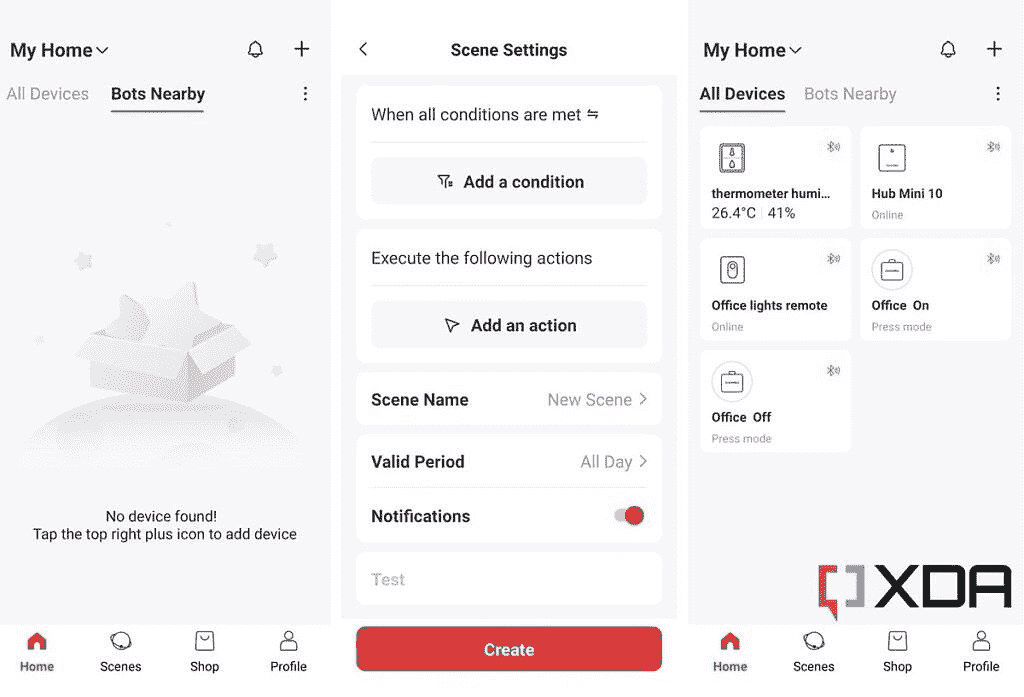 My Home
All Devices
Bots Nearby
No device found!
Tap the top right plus icon to add device
Home
Scenes
Shop
Profile
Scene Settings
When all conditions are met ⇋
Add a condition
Execute the following actions
Add an action
Scene Name
New Scene
Valid Period
All Day
Notifications
Test
Create
My Home
All Devices
Bots Nearby
thermometer humi...
26.4°C
41%
Hub Mini 10
Online
Office lights remote
Online
Office On
Press mode
Office Off
Press mode
XDA
Home
Scenes
Shop
Profile